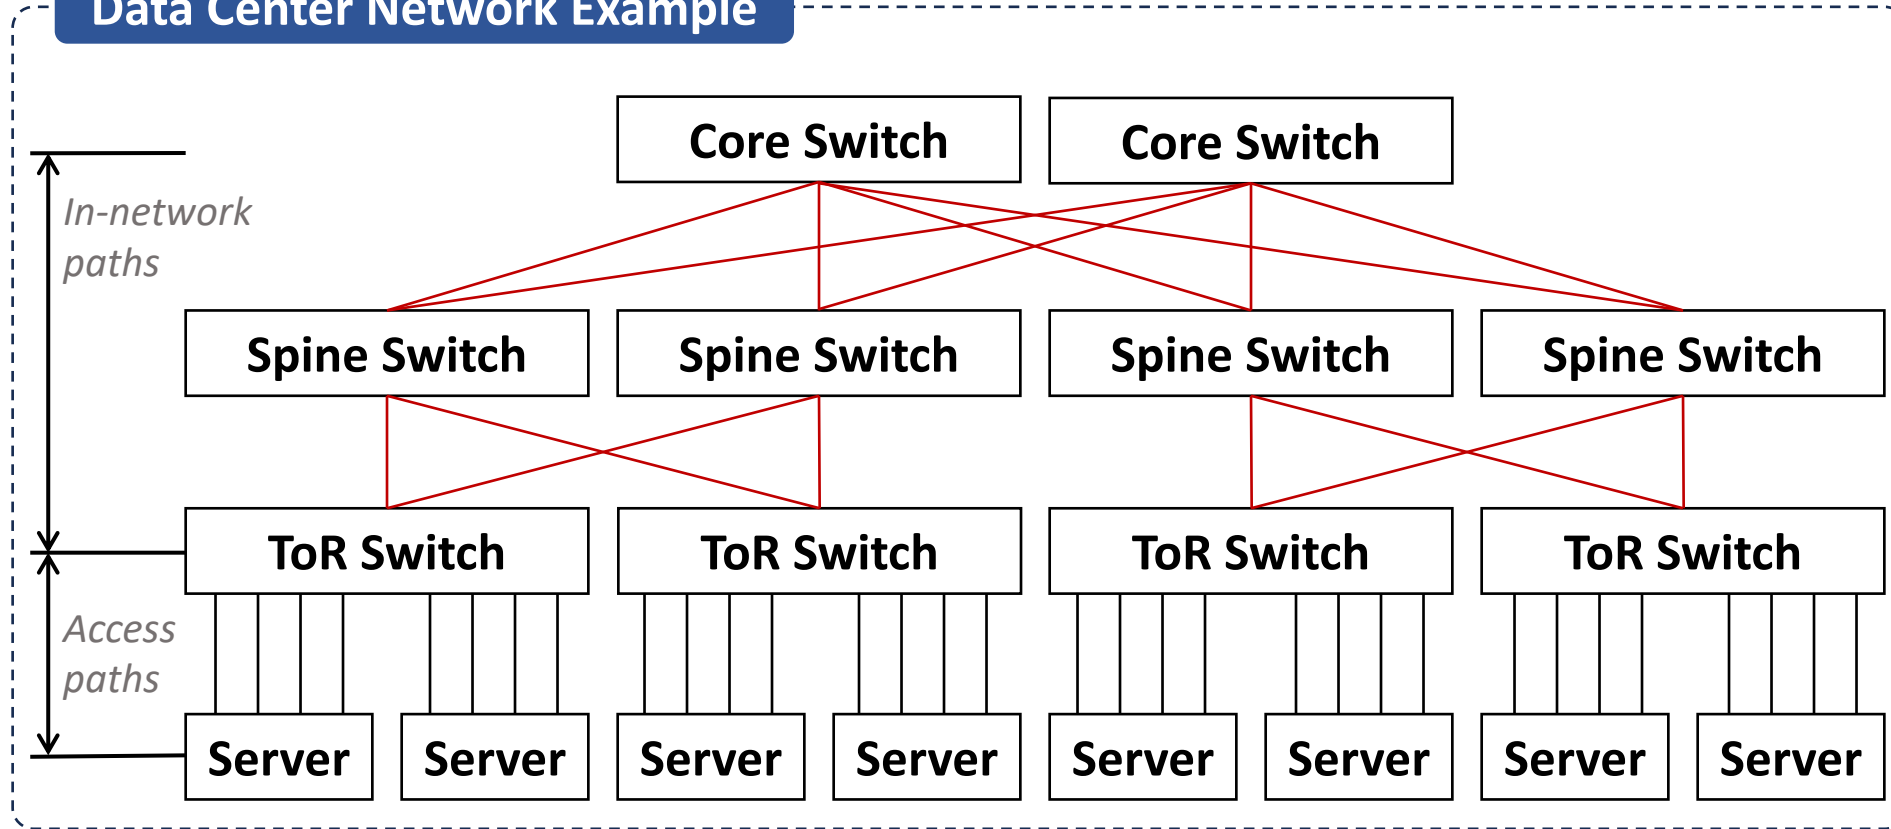 Data Center Network Example
Core Switch
Core Switch
In-network
paths
Spine Switch
Spine Switch
Spine Switch
Spine Switch
ToR Switch
ToR Switch
ToR Switch
ToR Switch
Access
paths
Server
Server
Server
Server
Server
Server
Server
Server